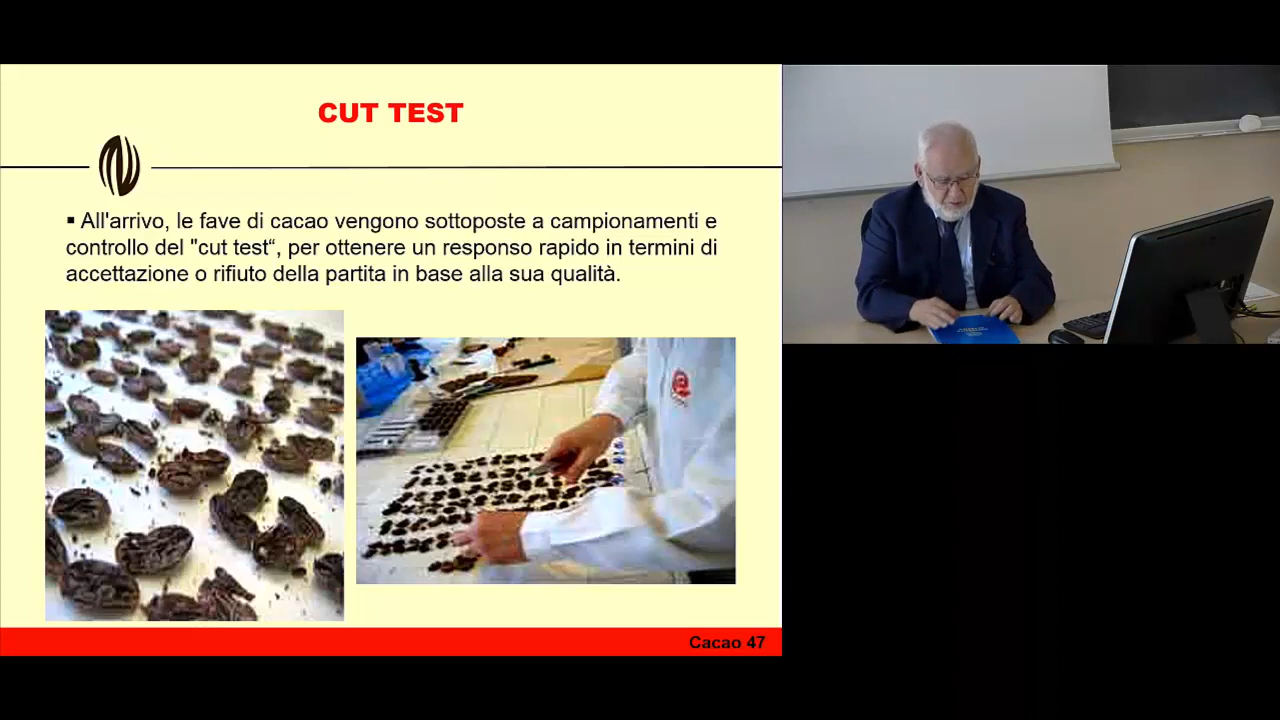 CUT TEST
▪ All'arrivo, le fave di cacao vengono sottoposte a campionamenti e
controllo del "cut test“, per ottenere un responso rapido in termini di
accettazione o rifiuto della partita in base alla sua qualità.
Cacao 47